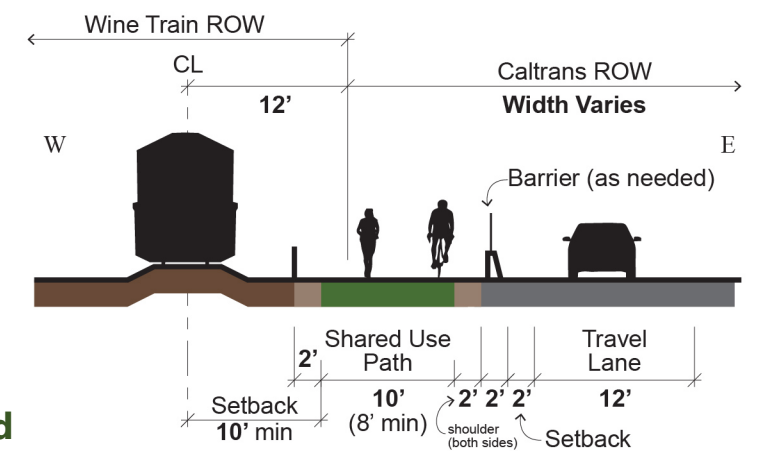 Wine Train ROW
CL
Caltrans ROW
12’
Width Varies
W
E
Barrier (as needed)
2’
Shared Use
Path
Travel
Lane
10’
(8’ min)
2’
2’
2’
12’
Setback
10’ min
shoulder
(both sides)
Setback
d